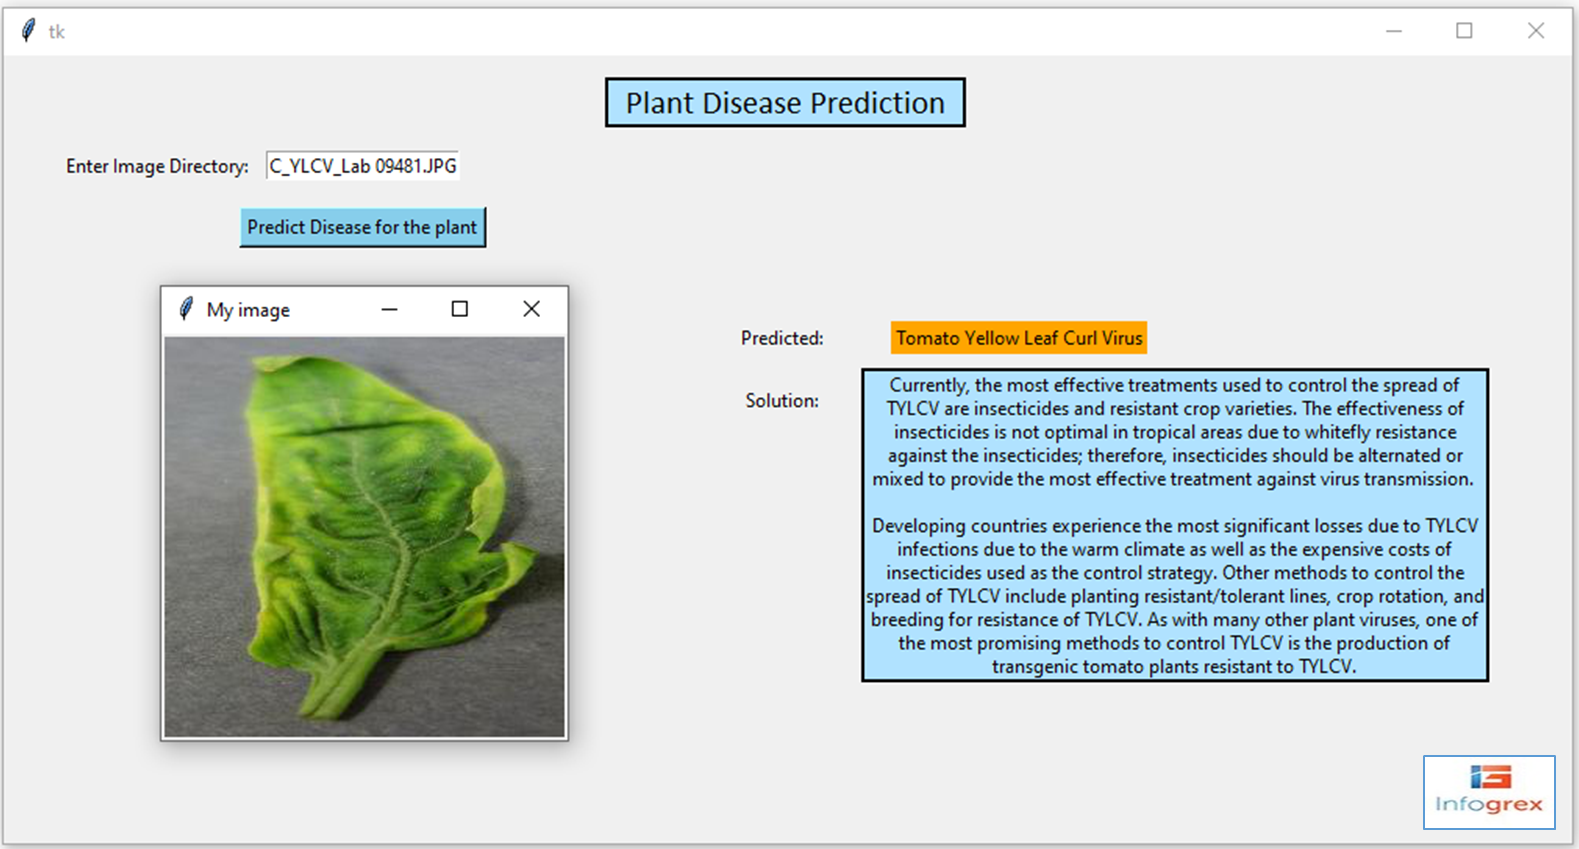 tk
Plant Disease Prediction
Enter Image Directory: C_YLCV_Lab 09481.JPG
Predict Disease for the plant
My image
Predicted: Tomato Yellow Leaf Curl Virus
Solution:
Currently, the most effective treatments used to control the spread of
TYLCV are insecticides and resistant crop varieties. The effectiveness of
insecticides is not optimal in tropical areas due to whitefly resistance
against the insecticides; therefore, insecticides should be alternated or
mixed to provide the most effective treatment against virus transmission.
Developing countries experience the most significant losses due to TYLCV
infections due to the warm climate as well as the expensive costs of
insecticides used as the control strategy. Other methods to control the
spread of TYLCV include planting resistant/tolerant lines, crop rotation, and
breeding for resistance of TYLCV. As with many other plant viruses, one of
the most promising methods to control TYLCV is the production of
transgenic tomato plants resistant to TYLCV.
Infogrex